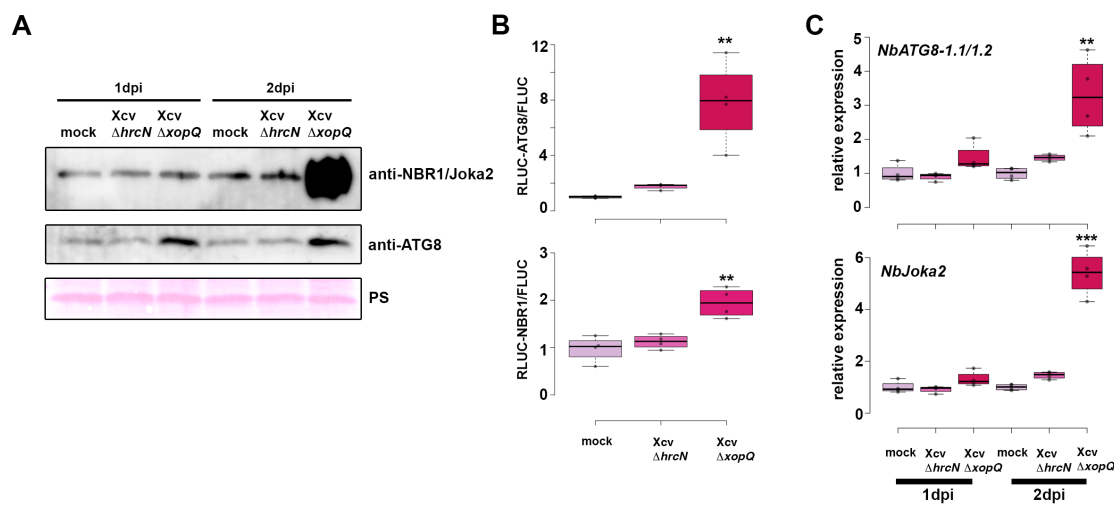 A
1dpi 2dpi
mock Xcv ΔhrcN Xcv ΔxopQ mock Xcv ΔhrcN Xcv ΔxopQ
anti-NBR1/Joka2
anti-ATG8
PS
B
RLUC-ATG8/FLUC
12
8
4
0
**
RLUC-NBR1/FLUC
3
2
1
0
**
mock Xcv ΔhrcN Xcv ΔxopQ
C
relative expression
5
4
3
2
1
0
NbATG8-1.1/1.2
**
relative expression
6
4
2
0
NbJoka2
***
mock Xcv ΔhrcN Xcv ΔxopQ mock Xcv ΔhrcN Xcv ΔxopQ
1dpi 2dpi